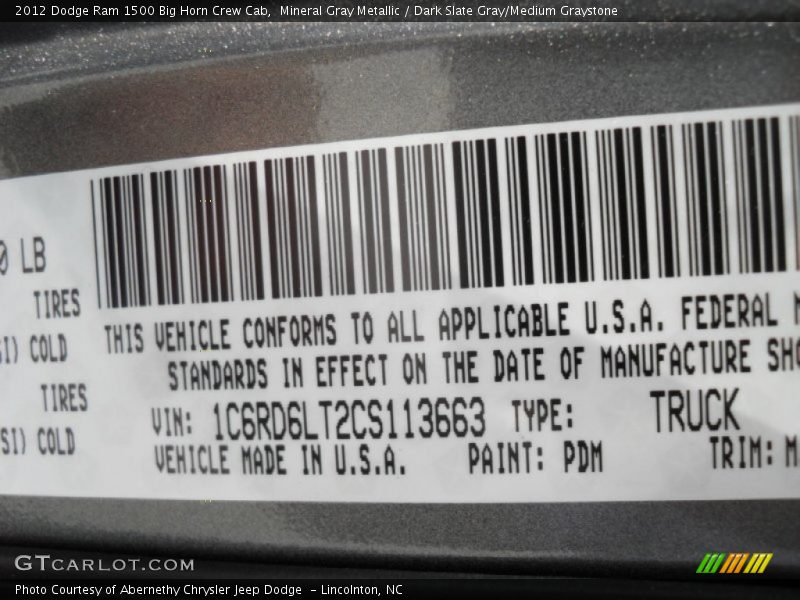 2012 Dodge Ram 1500 Big Horn Crew Cab, Mineral Gray Metallic / Dark Slate Gray/Medium Graystone
LB
TIRES
COLD
TIRES
COLD
THIS VEHICLE CONFORMS TO ALL APPLICABLE U.S.A. FEDERAL
STANDARDS IN EFFECT ON THE DATE OF MANUFACTURE
VIN: 1C6RD6LT2CS113663 TYPE: TRUCK
VEHICLE MADE IN U.S.A. PAINT: PDM TRIM:
GTCARLOT.COM
Photo Courtesy of Abernethy Chrysler Jeep Dodge - Lincolnton, NC